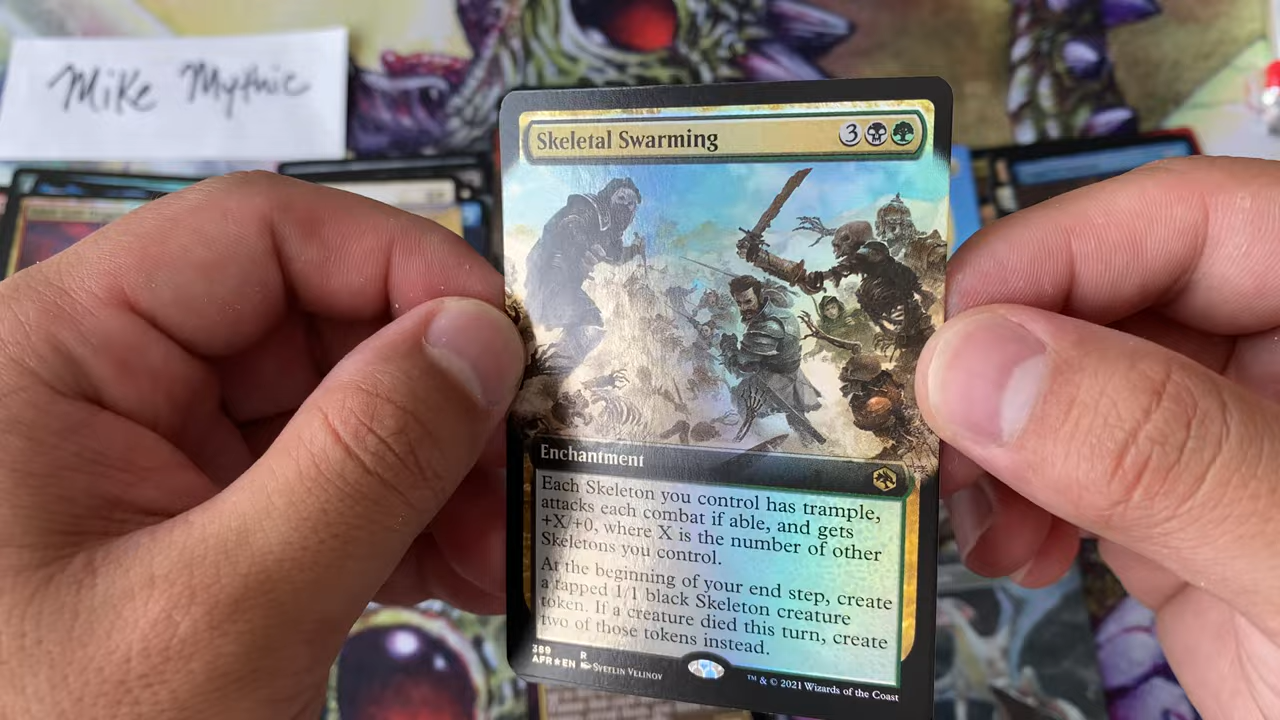 Mike Mythic
Skeletal Swarming
3
Enchantment
Each Skeleton you control has trample,
attacks each combat if able, and gets
+X/+0, where X is the number of other
Skeletons you control.
At the beginning of your end step, create
a tapped 1/1 black Skeleton creature
token. If a creature died this turn, create
two of those tokens instead.
389 R
AFR★EN Svetlin Velinov
™ & © 2021 Wizards of the Coast